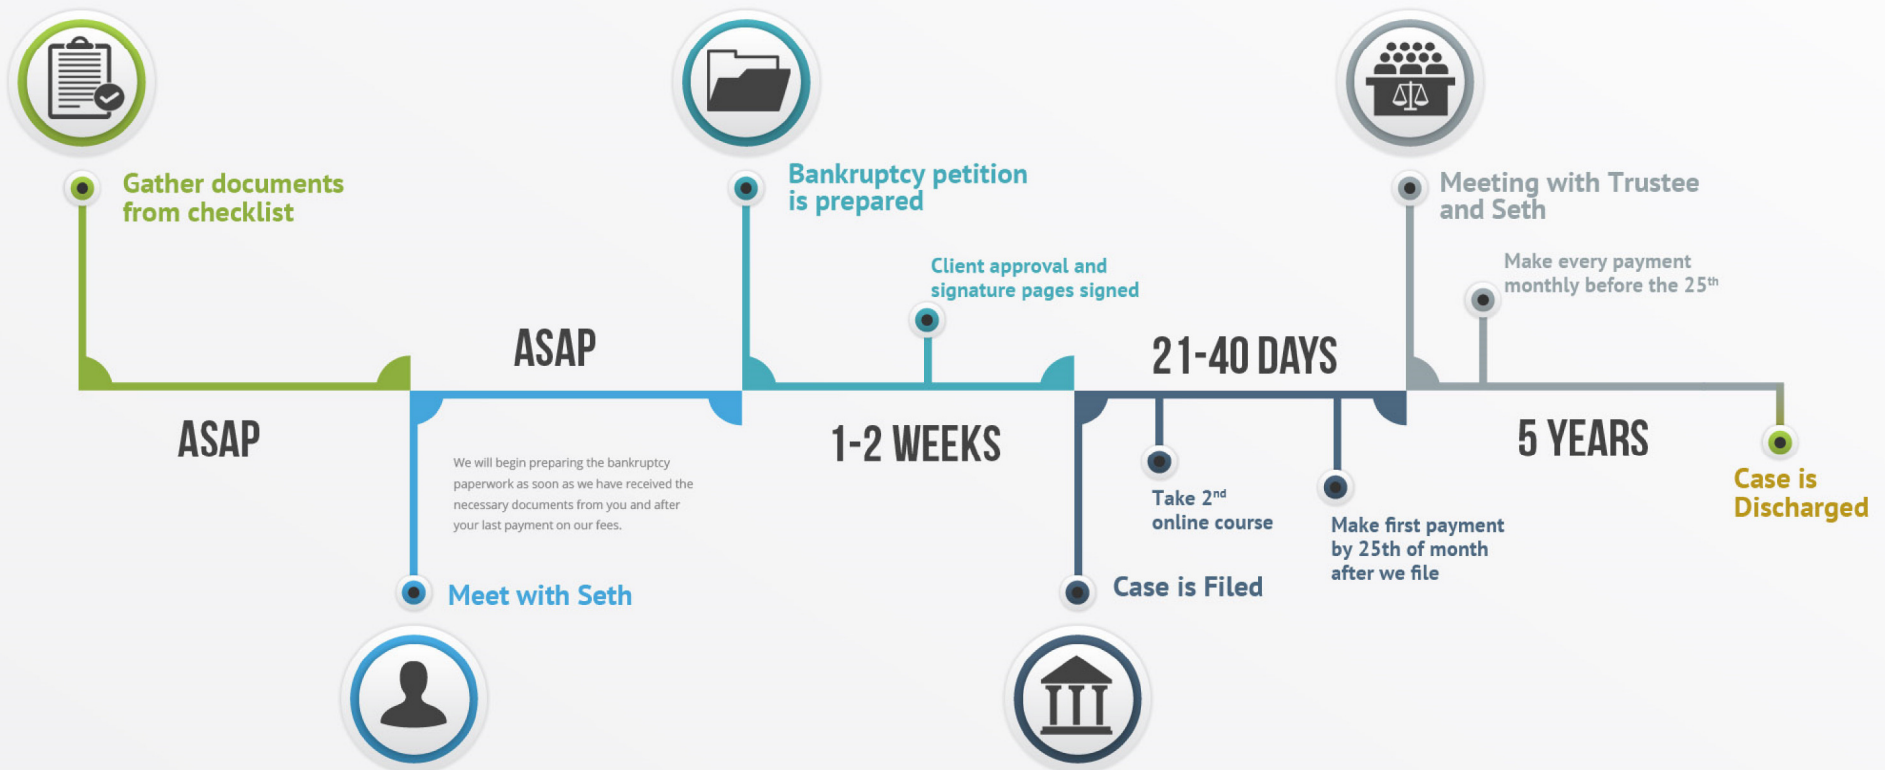 Gather documents
from checklist
ASAP
ASAP
We will begin preparing the bankruptcy
paperwork as soon as we have received the
necessary documents from you and after
your last payment on our fees.
Meet with Seth
Bankruptcy petition
is prepared
Client approval and
signature pages signed
1-2 WEEKS
21-40 DAYS
Take 2nd
online course
Make first payment
by 25th of month
after we file
Case is Filed
Meeting with Trustee
and Seth
Make every payment
monthly before the 25th
5 YEARS
Case is
Discharged